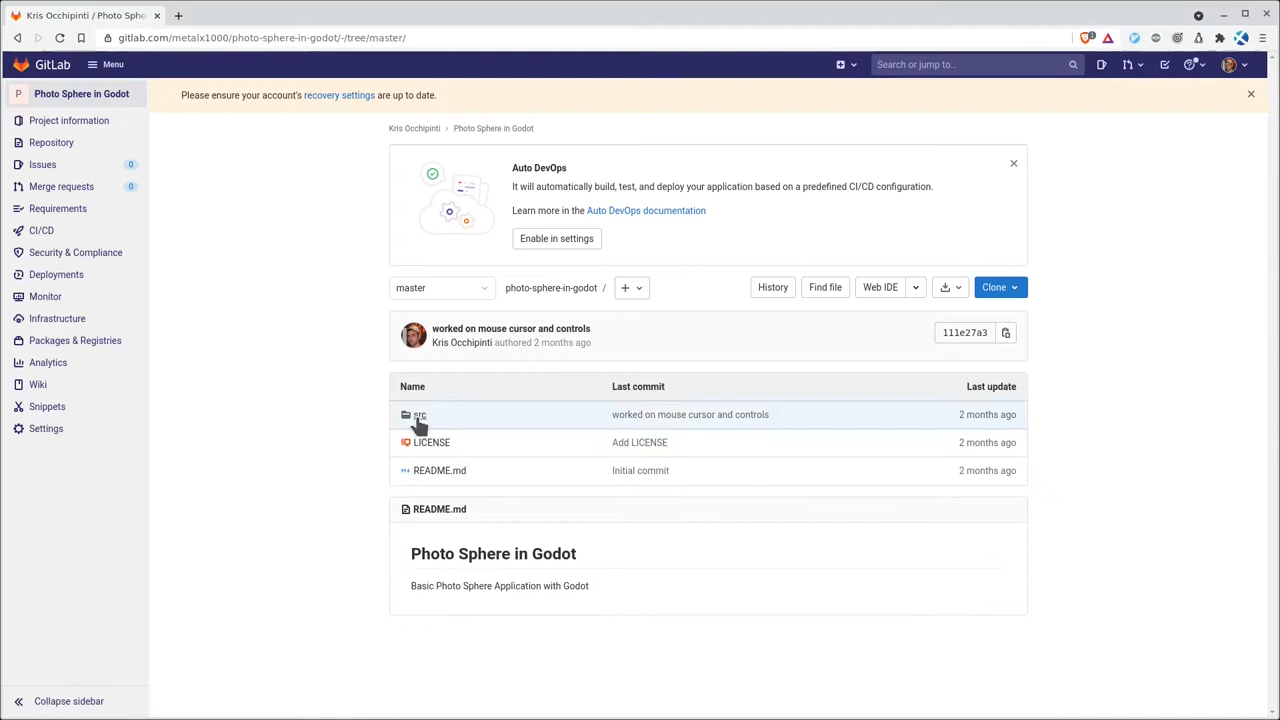 Kris Occhipinti / Photo Sphe
gitlab.com/metalx1000/photo-sphere-in-godot/-/tree/master/
1
GitLab Menu Search or jump to...
P Photo Sphere in Godot
Please ensure your account's recovery settings are up to date.
Project information
Repository
Issues 0
Merge requests 0
Requirements
CI/CD
Security & Compliance
Deployments
Monitor
Infrastructure
Packages & Registries
Analytics
Wiki
Snippets
Settings
Collapse sidebar
Kris Occhipinti › Photo Sphere in Godot
Auto DevOps
It will automatically build, test, and deploy your application based on a predefined CI/CD configuration.
Learn more in the Auto DevOps documentation
Enable in settings
master photo-sphere-in-godot / + History Find file Web IDE Clone
worked on mouse cursor and controls
Kris Occhipinti authored 2 months ago
111e27a3
Name Last commit Last update
src worked on mouse cursor and controls 2 months ago
LICENSE Add LICENSE 2 months ago
README.md Initial commit 2 months ago
README.md
Photo Sphere in Godot
Basic Photo Sphere Application with Godot